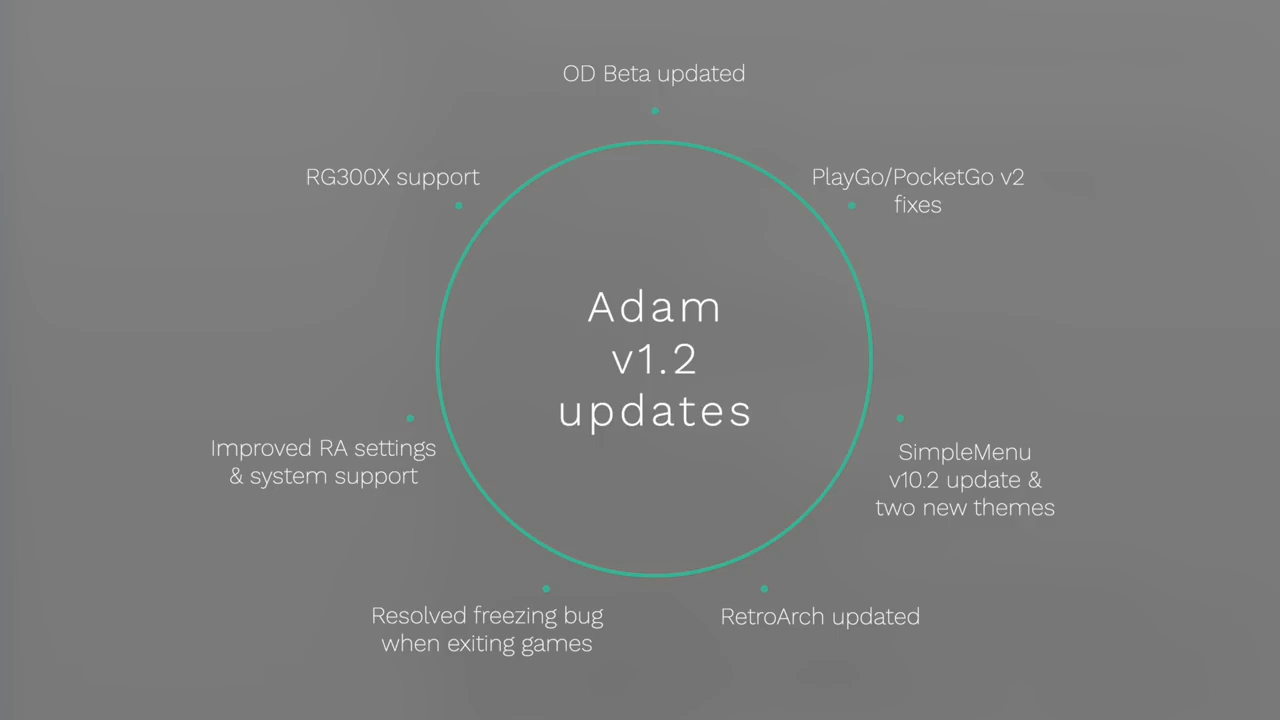 OD Beta updated
RG300X support
PlayGo/PocketGo v2
fixes
Adam
v1.2
updates
Improved RA settings
& system support
SimpleMenu
v10.2 update &
two new themes
Resolved freezing bug
when exiting games
RetroArch updated